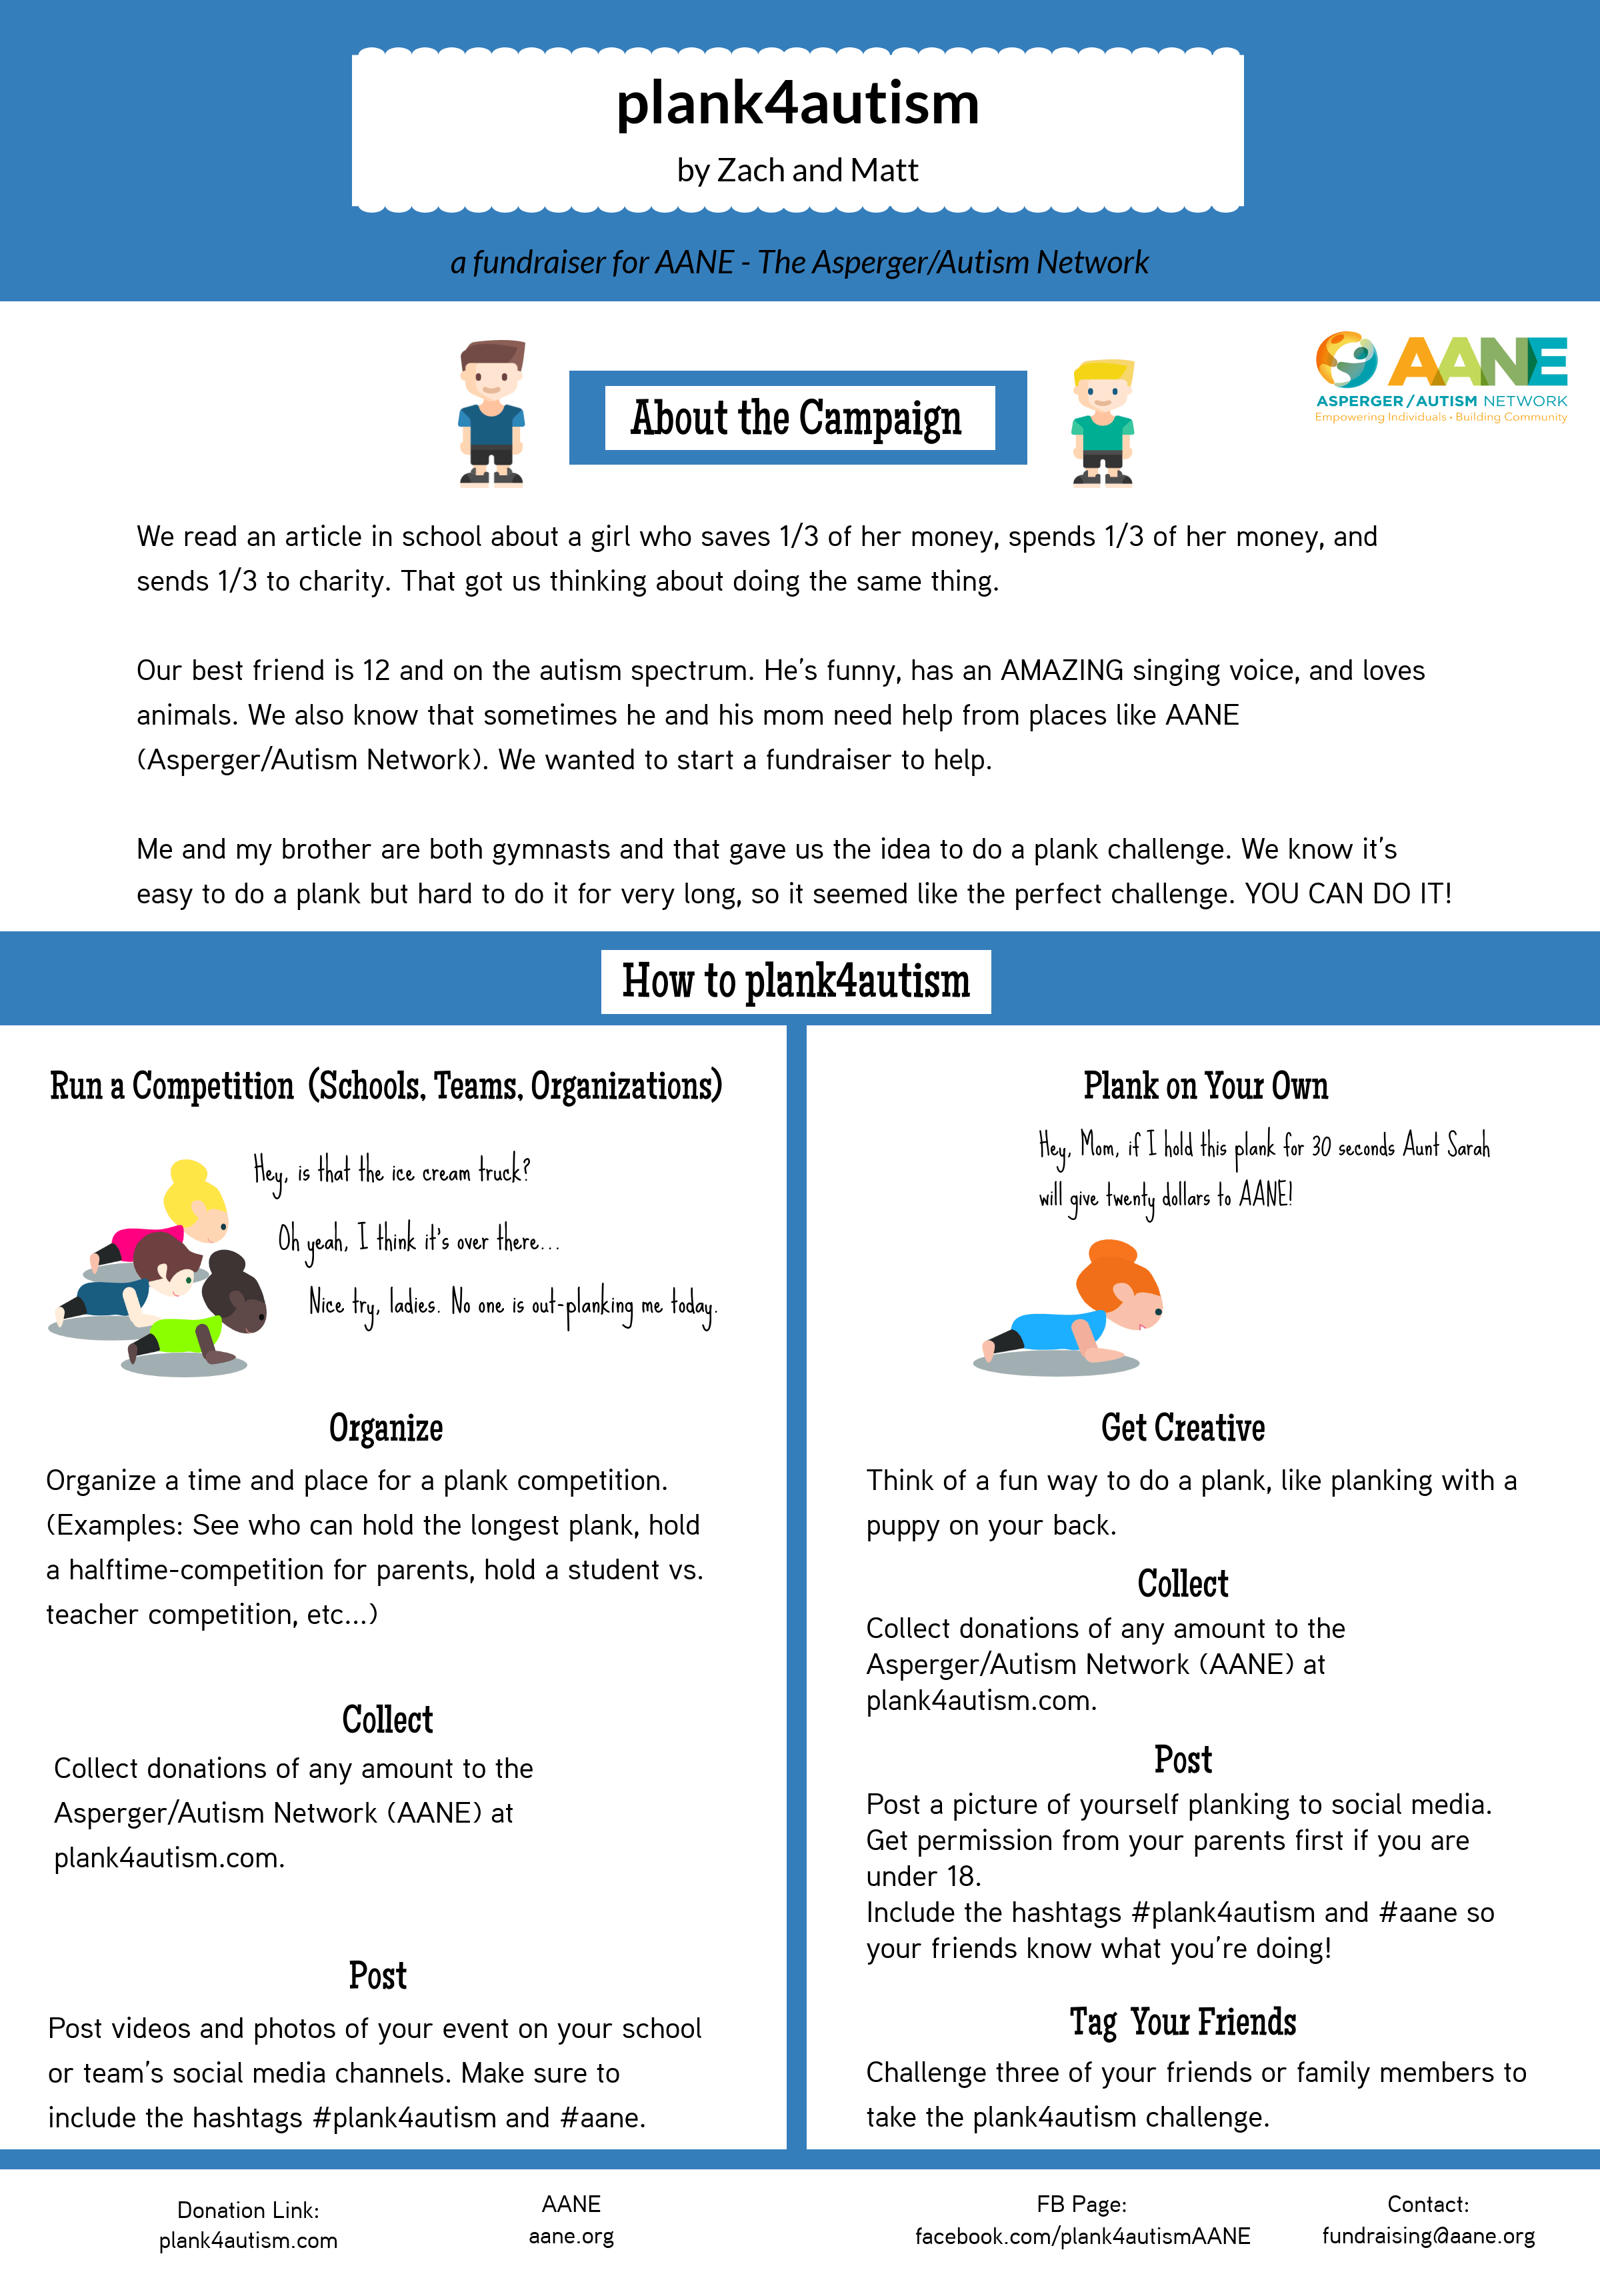 plank4autism
by Zach and Matt
a fundraiser for AANE - The Asperger/Autism Network
AANE
ASPERGER/AUTISM NETWORK
Empowering Individuals • Building Community
About the Campaign
We read an article in school about a girl who saves 1/3 of her money, spends 1/3 of her money, and
sends 1/3 to charity. That got us thinking about doing the same thing.
Our best friend is 12 and on the autism spectrum. He's funny, has an AMAZING singing voice, and loves
animals. We also know that sometimes he and his mom need help from places like AANE
(Asperger/Autism Network). We wanted to start a fundraiser to help.
Me and my brother are both gymnasts and that gave us the idea to do a plank challenge. We know it's
easy to do a plank but hard to do it for very long, so it seemed like the perfect challenge. YOU CAN DO IT!
How to plank4autism
Run a Competition (Schools, Teams, Organizations)
Hey, is that the ice cream truck?
Oh yeah, I think it's over there...
Nice try, ladies. No one is out-planking me today.
Organize
Organize a time and place for a plank competition.
(Examples: See who can hold the longest plank, hold
a halftime-competition for parents, hold a student vs.
teacher competition, etc...)
Collect
Collect donations of any amount to the
Asperger/Autism Network (AANE) at
plank4autism.com.
Post
Post videos and photos of your event on your school
or team's social media channels. Make sure to
include the hashtags #plank4autism and #aane.
Plank on Your Own
Hey, Mom, if I hold this plank for 30 seconds Aunt Sarah
will give twenty dollars to AANE!
Get Creative
Think of a fun way to do a plank, like planking with a
puppy on your back.
Collect
Collect donations of any amount to the
Asperger/Autism Network (AANE) at
plank4autism.com.
Post
Post a picture of yourself planking to social media.
Get permission from your parents first if you are
under 18.
Include the hashtags #plank4autism and #aane so
your friends know what you're doing!
Tag Your Friends
Challenge three of your friends or family members to
take the plank4autism challenge.
Donation Link:
plank4autism.com
AANE
aane.org
FB Page:
facebook.com/plank4autismAANE
Contact:
fundraising@aane.org